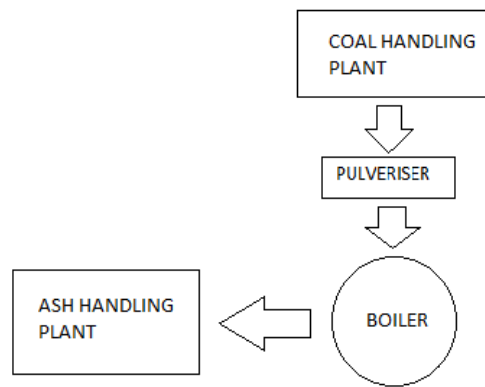 COAL HANDLING
PLANT
PULVERISER
BOILER
ASH HANDLING
PLANT